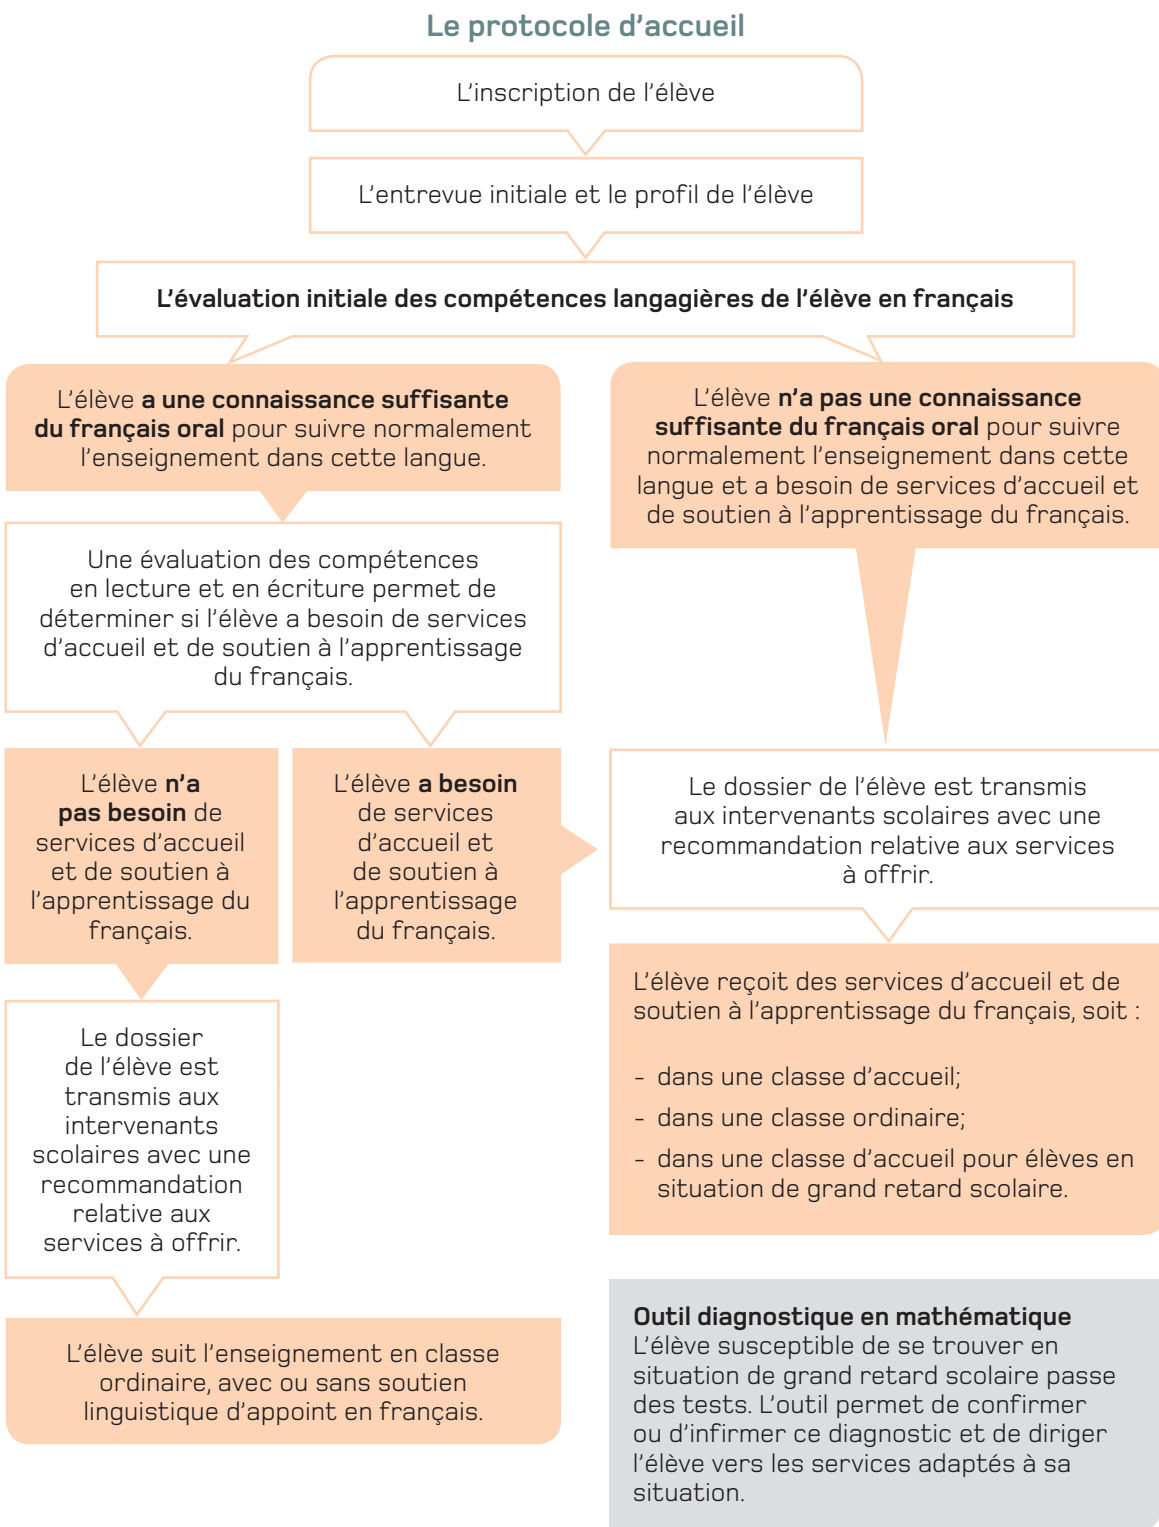 Le protocole d'accueil
L'inscription de l'élève
L'entrevue initiale et le profil de l'élève
L'évaluation initiale des compétences langagières de l'élève en français
L'élève a une connaissance suffisante
du français oral pour suivre normalement
l'enseignement dans cette langue.
L'élève n'a pas une connaissance
suffisante du français oral pour suivre
normalement l'enseignement dans cette
langue et a besoin de services d'accueil et
de soutien à l'apprentissage du français.
Une évaluation des compétences
en lecture et en écriture permet de
déterminer si l'élève a besoin de services
d'accueil et de soutien à l'apprentissage
du français.
L'élève n'a
pas besoin de
services d'accueil
et de soutien à
l'apprentissage du
français.
L'élève a besoin
de services
d'accueil et
de soutien à
l'apprentissage
du français.
Le dossier de l'élève est transmis
aux intervenants scolaires avec une
recommandation relative aux services
à offrir.
L'élève reçoit des services d'accueil et de
soutien à l'apprentissage du français, soit :
- dans une classe d'accueil;
- dans une classe ordinaire;
- dans une classe d'accueil pour élèves en
situation de grand retard scolaire.
Le dossier
de l'élève est
transmis aux
intervenants
scolaires avec une
recommandation
relative aux
services à offrir.
L'élève suit l'enseignement en classe
ordinaire, avec ou sans soutien
linguistique d'appoint en français.
Outil diagnostique en mathématique
L'élève susceptible de se trouver en
situation de grand retard scolaire passe
des tests. L'outil permet de confirmer
ou d'infirmer ce diagnostic et de diriger
l'élève vers les services adaptés à sa
situation.